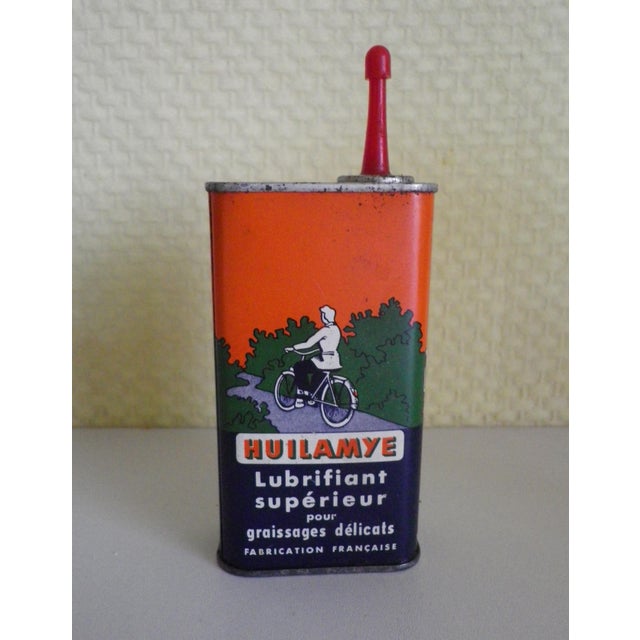 HUILAMYE
Lubrifiant
supérieur
pour
graissages délicats
FABRICATION FRANÇAISE